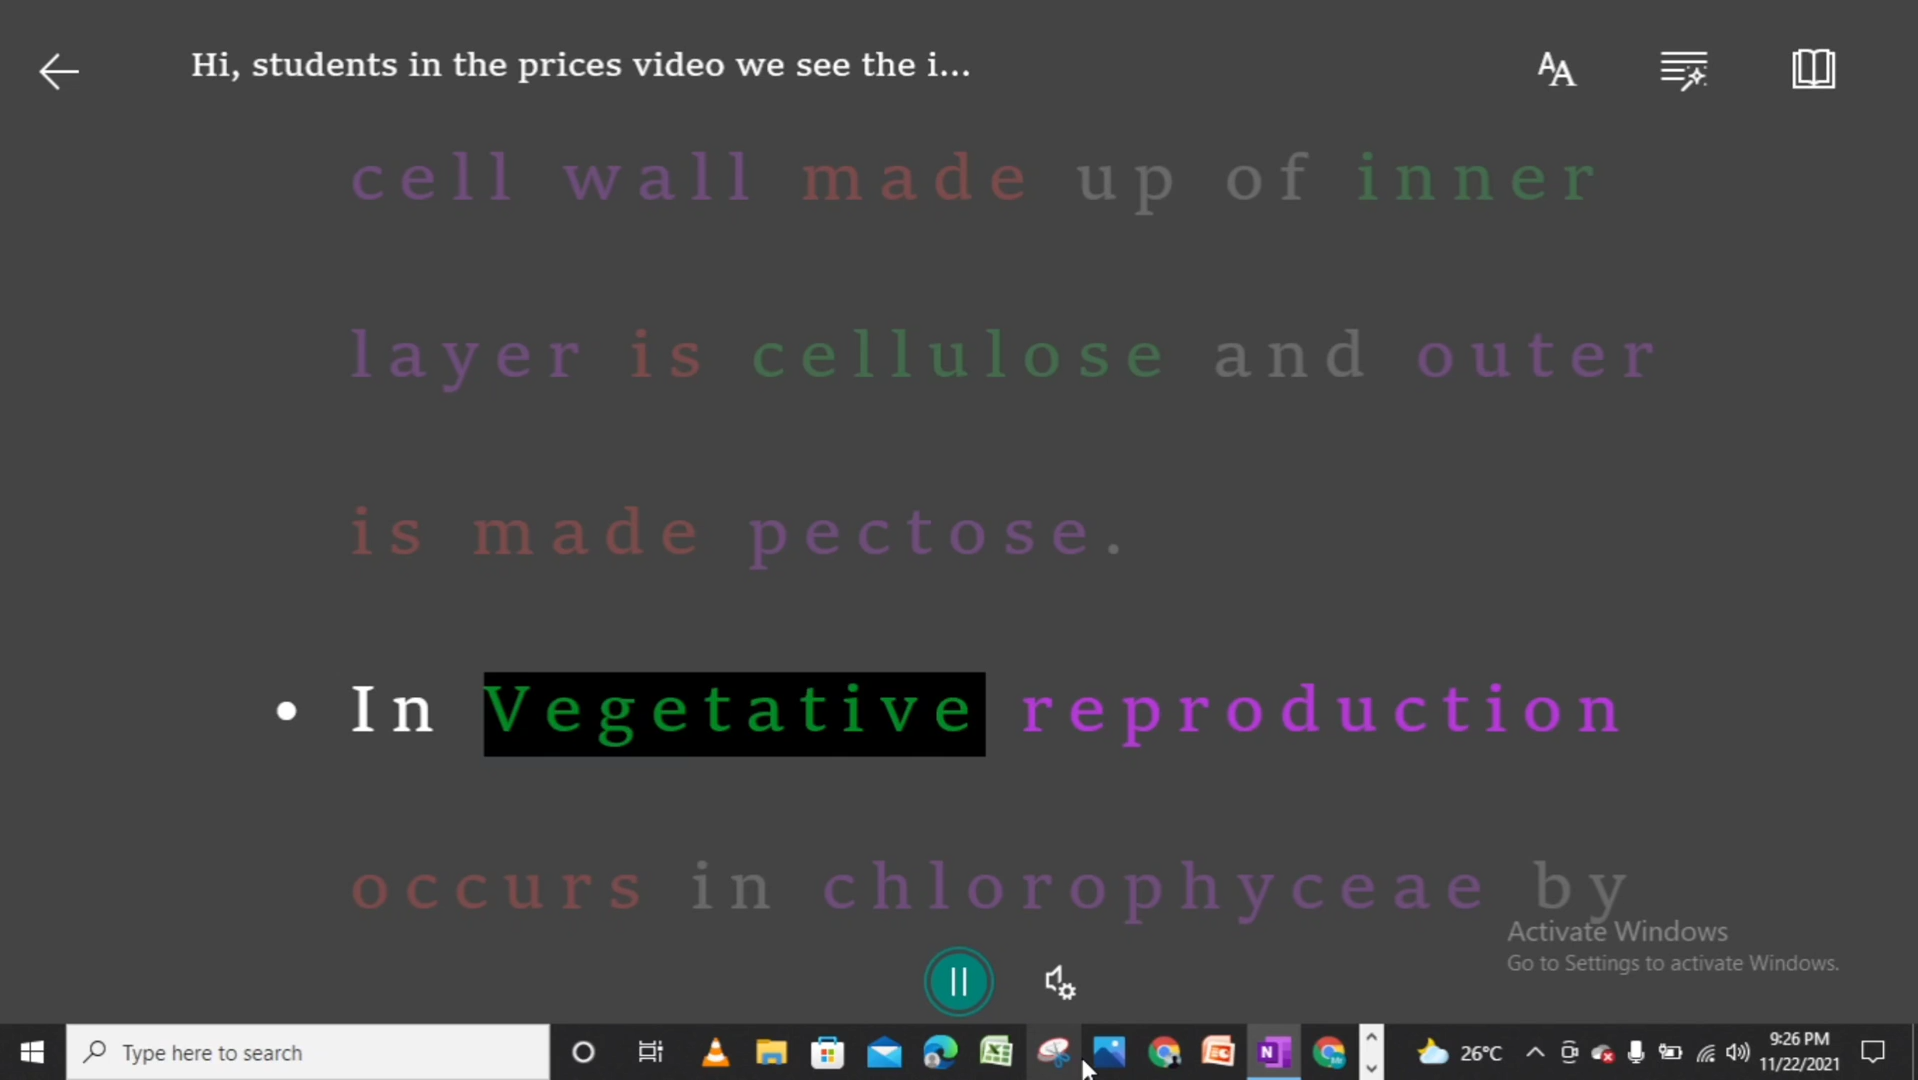 Hi, students in the prices video we see the i...
cell wall made up of inner
layer is cellulose and outer
is made pectose.
• In Vegetative reproduction
occurs in chlorophyceae by
Activate Windows
Go to Settings to activate Windows.
Type here to search
26°C
9:26 PM
11/22/2021